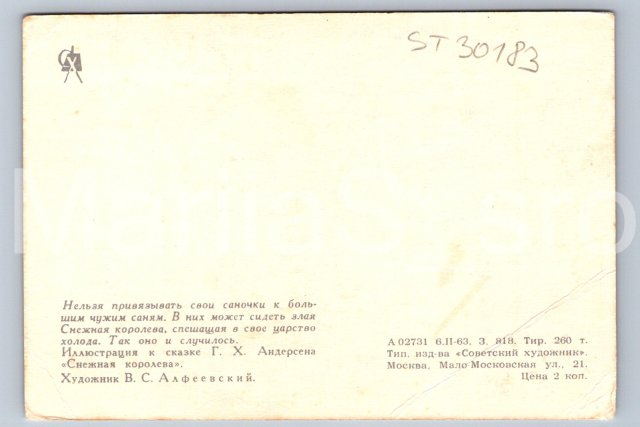 ST 30183
Нельзя привязывать свои саночки к боль-
шим чужим саням. В них может сидеть злая
Снежная королева, спешащая в свое царство
холода. Так оно и случилось.
Иллюстрация к сказке Г. Х. Андерсена
«Снежная королева».
Художник В. С. Алфеевский.
А 02731 6.II-63. З. 818. Тир. 260 т.
Тип. изд-ва «Советский художник».
Москва, Мало-Московская ул., 21.
Цена 2 коп.